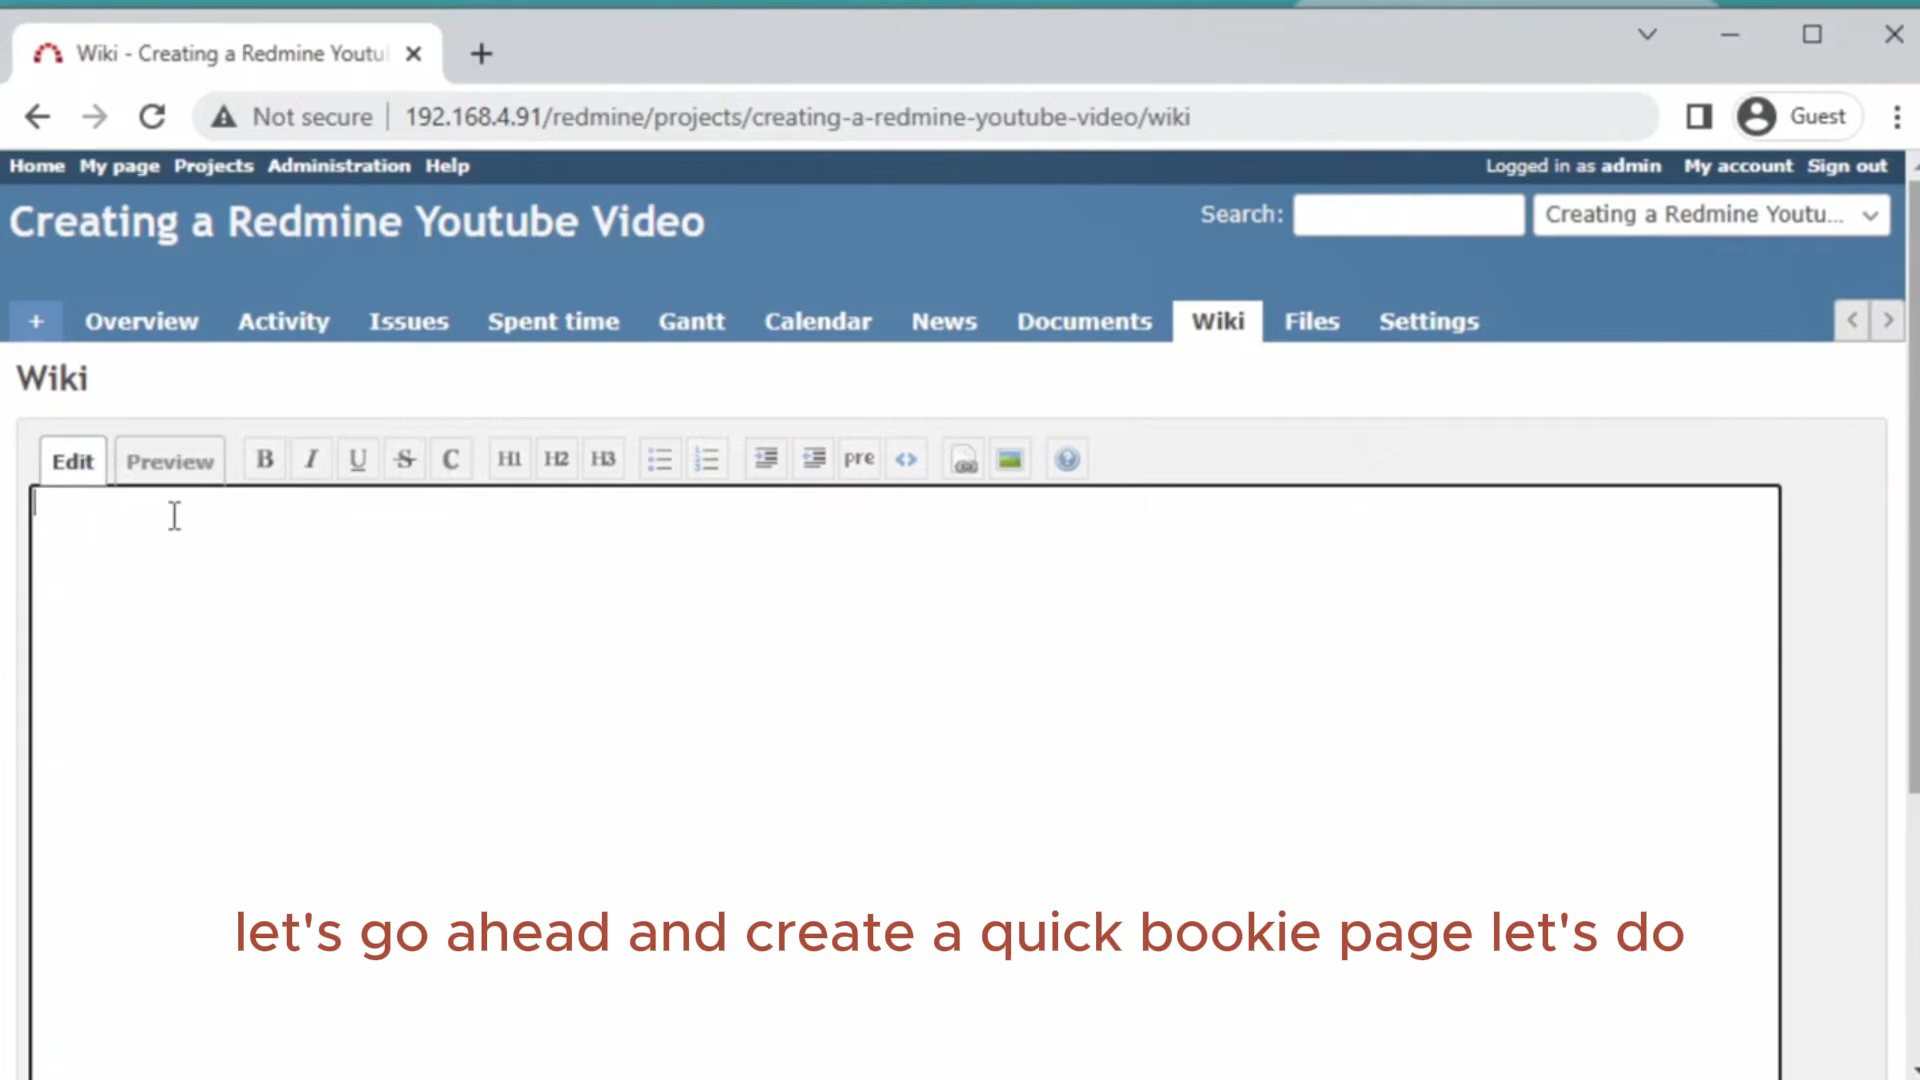 Wiki - Creating a Redmine Youtu
Not secure | 192.168.4.91/redmine/projects/creating-a-redmine-youtube-video/wiki Guest
Home My page Projects Administration Help Logged in as admin My account Sign out
Creating a Redmine Youtube Video Search: Creating a Redmine Youtu...
+ Overview Activity Issues Spent time Gantt Calendar News Documents Wiki Files Settings
Wiki
Edit Preview B I U S C H1 H2 H3 pre <>
let's go ahead and create a quick bookie page let's do